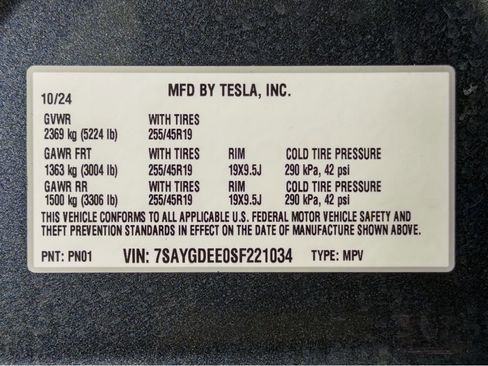 MFD BY TESLA, INC.
10/24
GVWR WITH TIRES
2369 kg (5224 lb) 255/45R19
GAWR FRT WITH TIRES RIM COLD TIRE PRESSURE
1363 kg (3004 lb) 255/45R19 19X9.5J 290 kPa, 42 psi
GAWR RR WITH TIRES RIM COLD TIRE PRESSURE
1500 kg (3306 lb) 255/45R19 19X9.5J 290 kPa, 42 psi
THIS VEHICLE CONFORMS TO ALL APPLICABLE U.S. FEDERAL MOTOR VEHICLE SAFETY AND
THEFT PREVENTION STANDARDS IN EFFECT ON THE DATE OF MANUFACTURE SHOWN ABOVE.
PNT: PN01 VIN: 7SAYGDEE0SF221034 TYPE: MPV